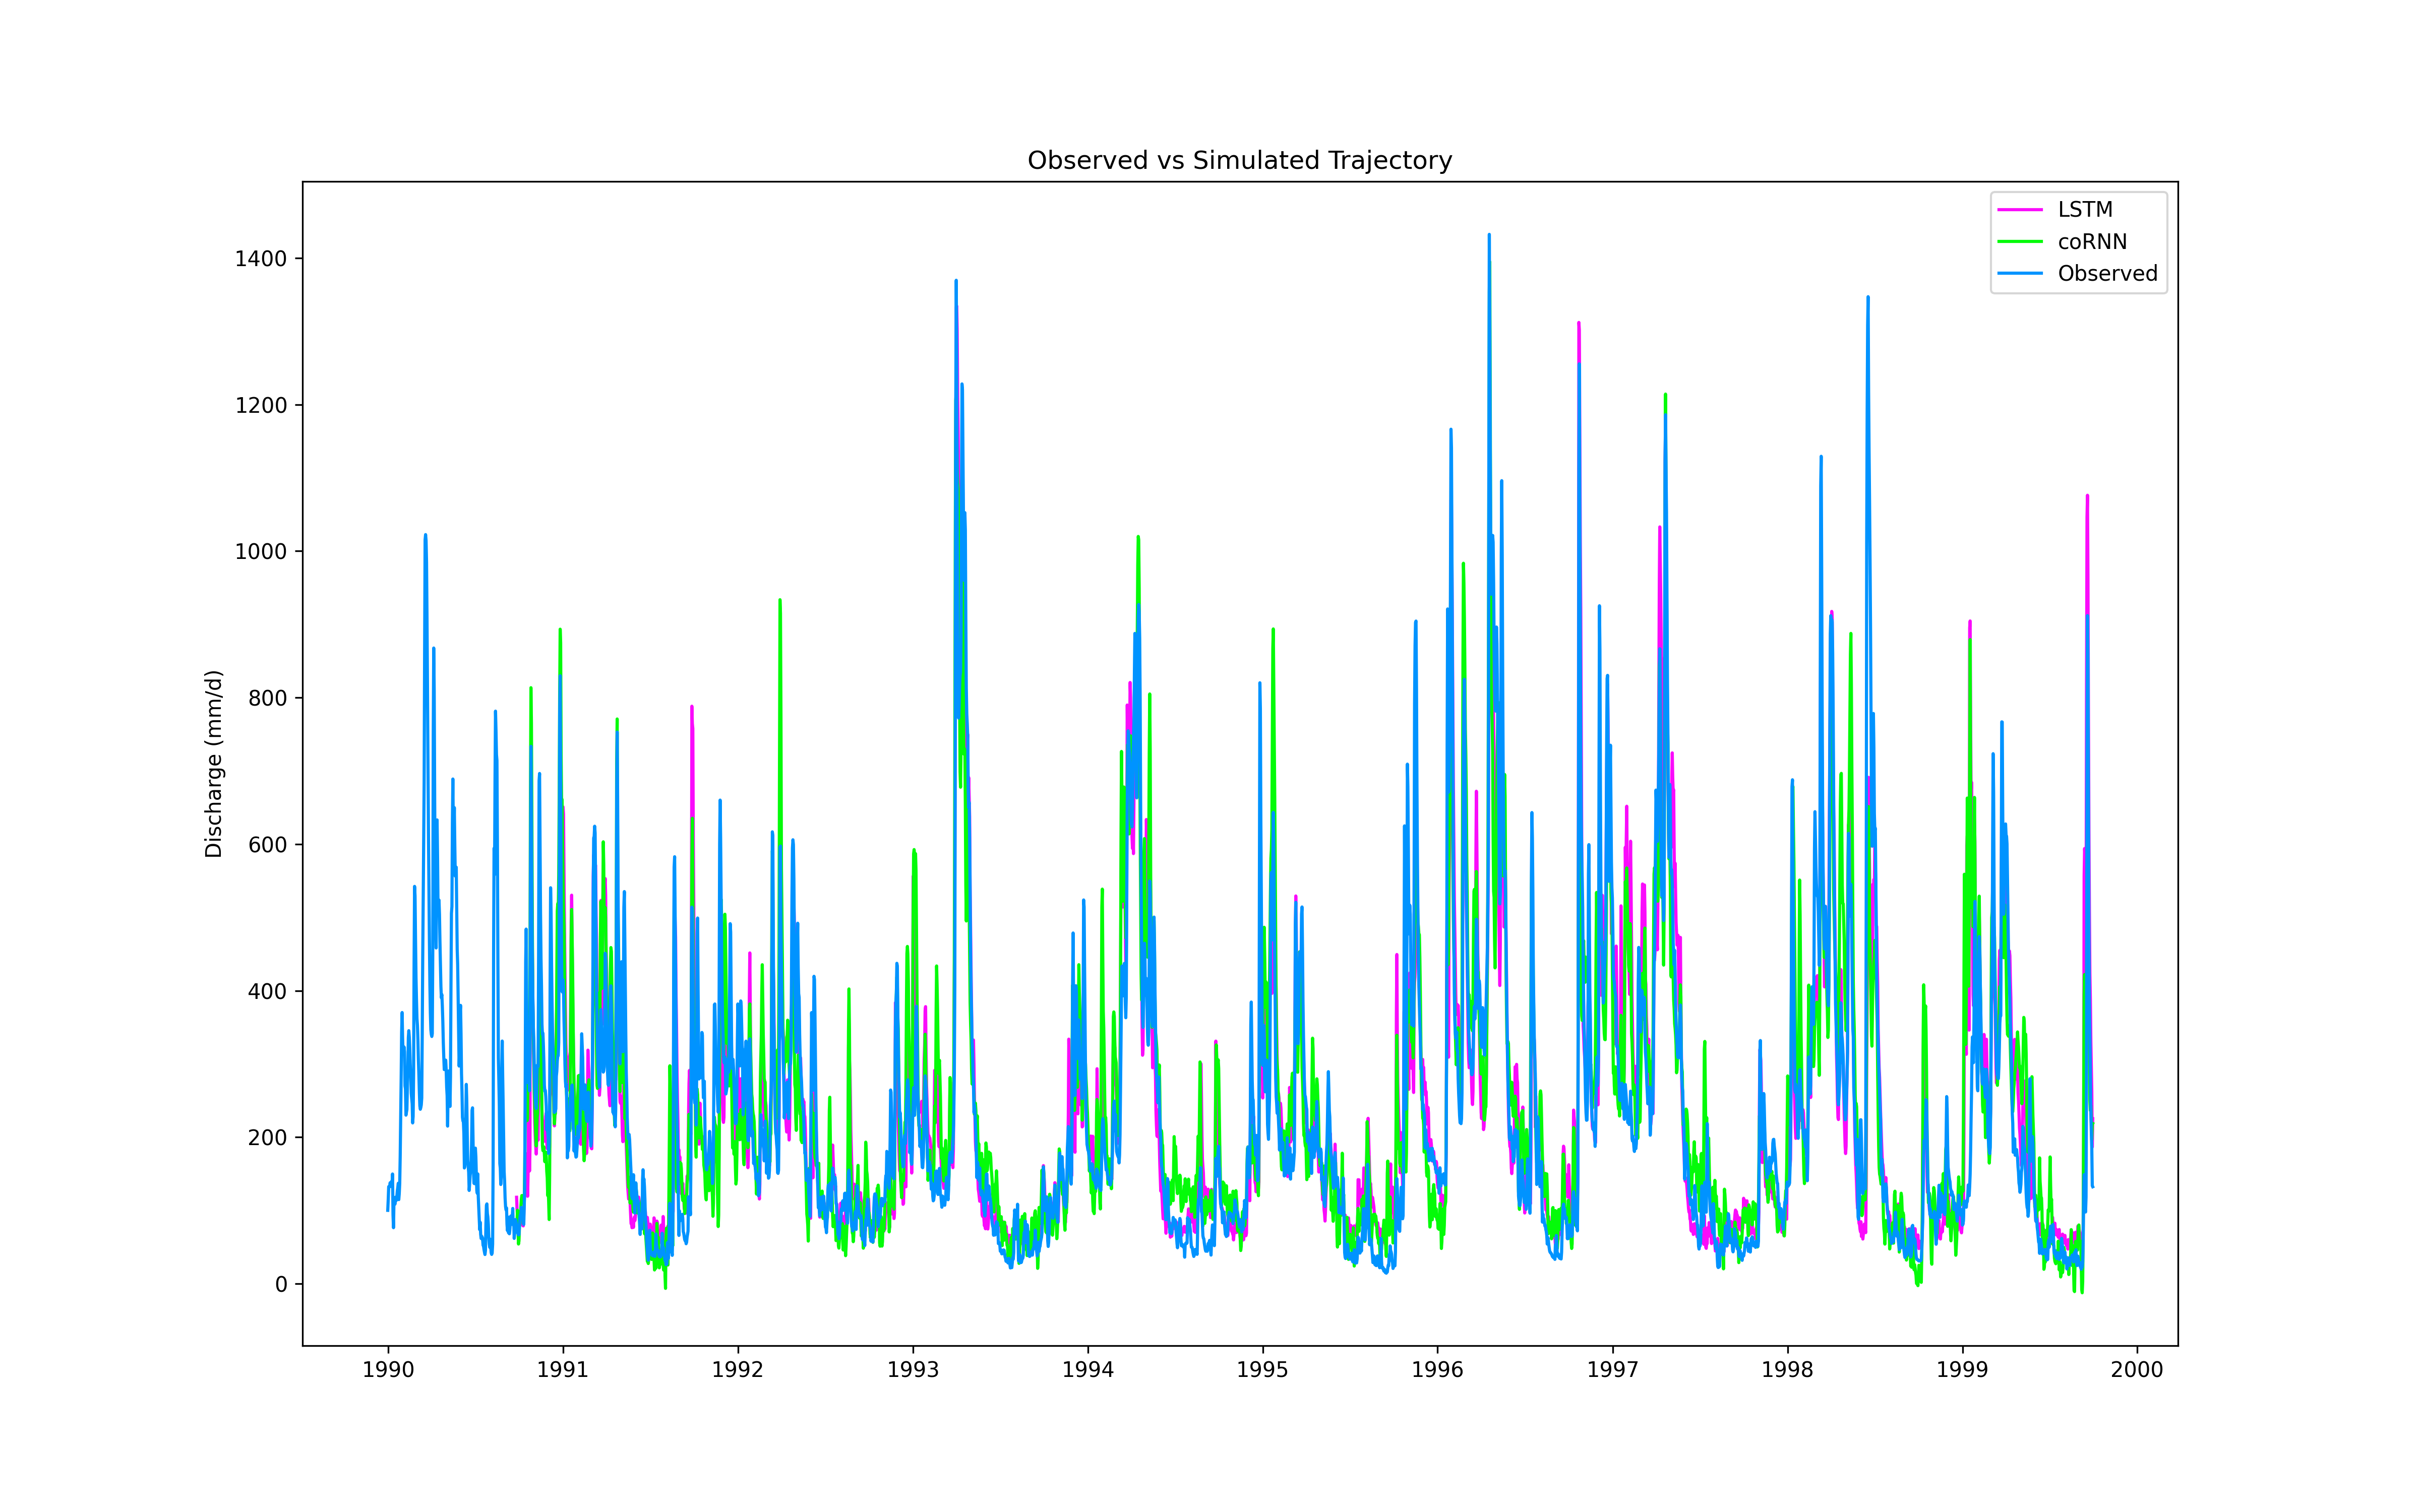 Observed vs Simulated Trajectory
LSTM
coRNN
Observed
Discharge (mm/d)
1400
1200
1000
800
600
400
200
0
1990 1991 1992 1993 1994 1995 1996 1997 1998 1999 2000